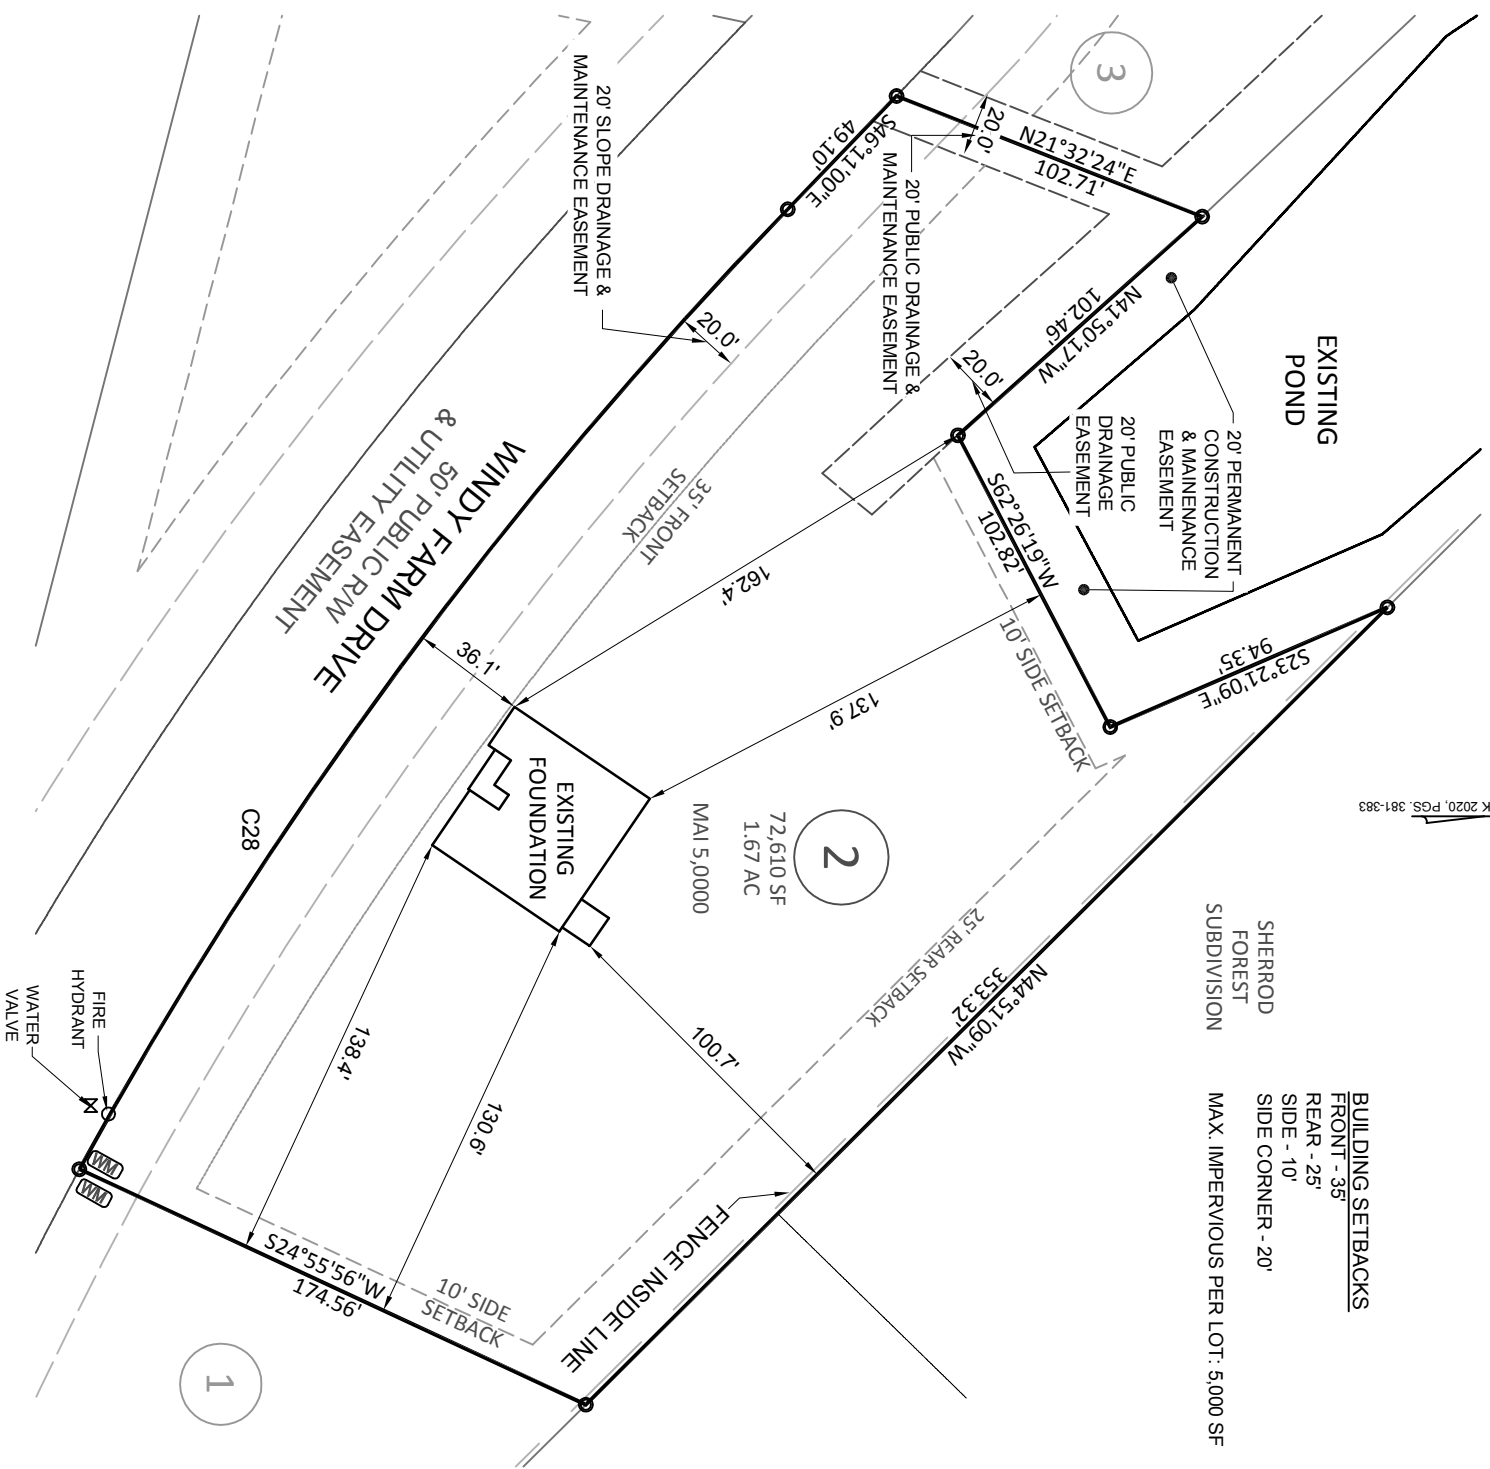 K 2020, PGS. 381-383
BUILDING SETBACKS
FRONT - 35'
REAR - 25'
SIDE - 10'
SIDE CORNER - 20'
MAX. IMPERVIOUS PER LOT: 5,000 SF
SHERROD
FOREST
SUBDIVISION
EXISTING
POND
20' PERMANENT
CONSTRUCTION
& MAINENANCE
EASEMENT
20' PUBLIC
DRAINAGE
EASEMENT
3
N21°32'24"E
102.71'
20.0'
20' PUBLIC DRAINAGE &
MAINTENANCE EASEMENT
S46°11'00"E
49.10'
N41°50'17"W
102.46'
20.0'
S62°26'19"W
102.82'
S23°21'09"E
94.35'
10' SIDE SETBACK
N44°51'09"W
353.32'
25' REAR SETBACK
2
72,610 SF
1.67 AC
MAI 5,0000
20' SLOPE DRAINAGE &
MAINTENANCE EASEMENT
20.0'
35' FRONT
SETBACK
162.4'
137.9'
36.1'
EXISTING
FOUNDATION
100.7'
130.6'
138.4'
WINDY FARM DRIVE
50' PUBLIC R/W
& UTILITY EASEMENT
C28
FENCE INSIDE LINE
10' SIDE
SETBACK
S24°55'56"W
174.56'
FIRE
HYDRANT
WATER
VALVE
WM
WM
1